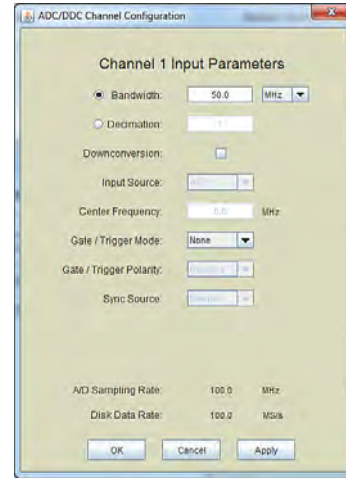 ADC/DDC Channel Configuration
Channel 1 Input Parameters
Bandwidth: 50.0 MHz
Decimation:
Downconversion:
Input Source:
Center Frequency: 0.0 MHz
Gate / Trigger Mode: None
Gate / Trigger Polarity:
Sync Source:
A/D Sampling Rate: 100.0 MHz
Disk Data Rate: 100.0 MS/s
OK Cancel Apply